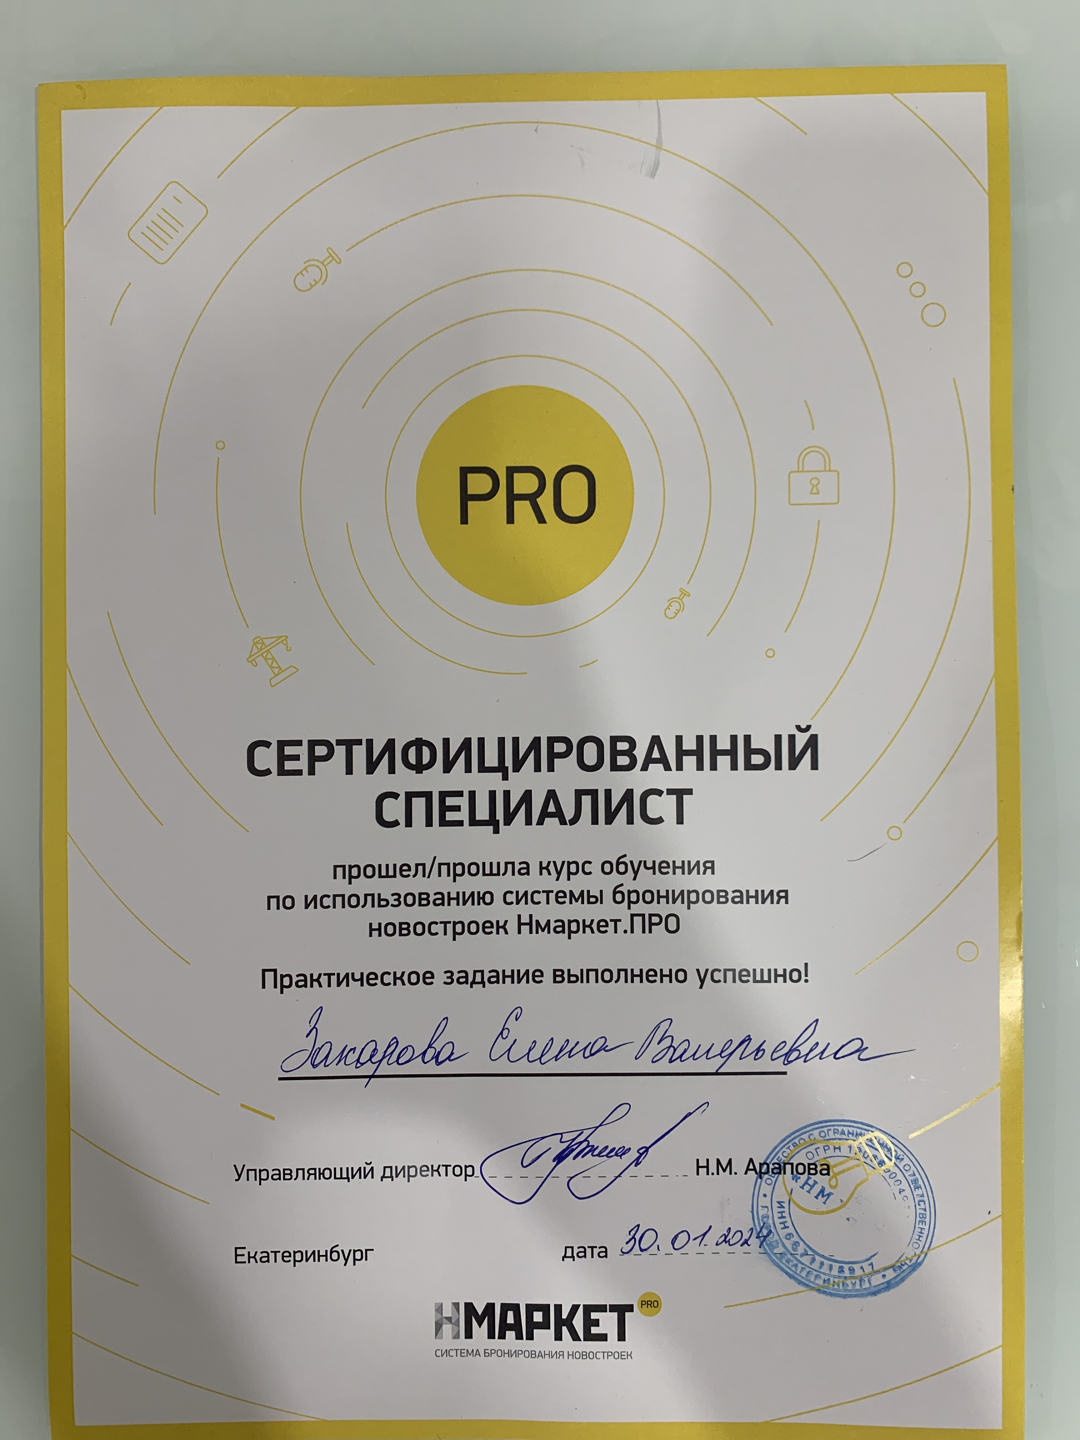 PRO
СЕРТИФИЦИРОВАННЫЙ
СПЕЦИАЛИСТ
прошел/прошла курс обучения
по использованию системы бронирования
новостроек Нмаркет.ПРО
Практическое задание выполнено успешно!
Захарова Елена Валерьевна
Управляющий директор Н.М. Арапова
Екатеринбург дата 30.01.2024
НМАРКЕТ PRO
СИСТЕМА БРОНИРОВАНИЯ НОВОСТРОЕК